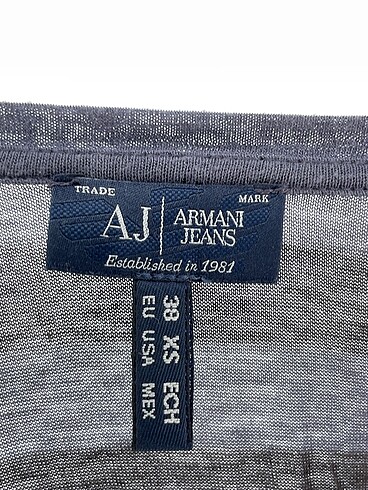 TRADE MARK
AJ ARMANI
JEANS
Established in 1981
38 XS ECH
EU USA MEX